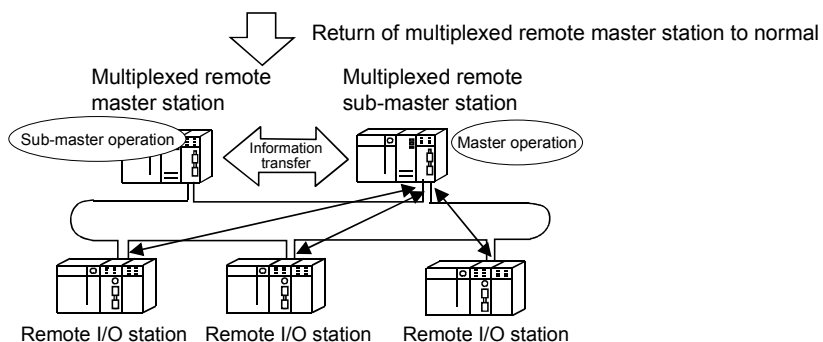 Return of multiplexed remote master station to normal
Multiplexed remote
master station
Multiplexed remote
sub-master station
Sub-master operation
Information
transfer
Master operation
Remote I/O station
Remote I/O station
Remote I/O station